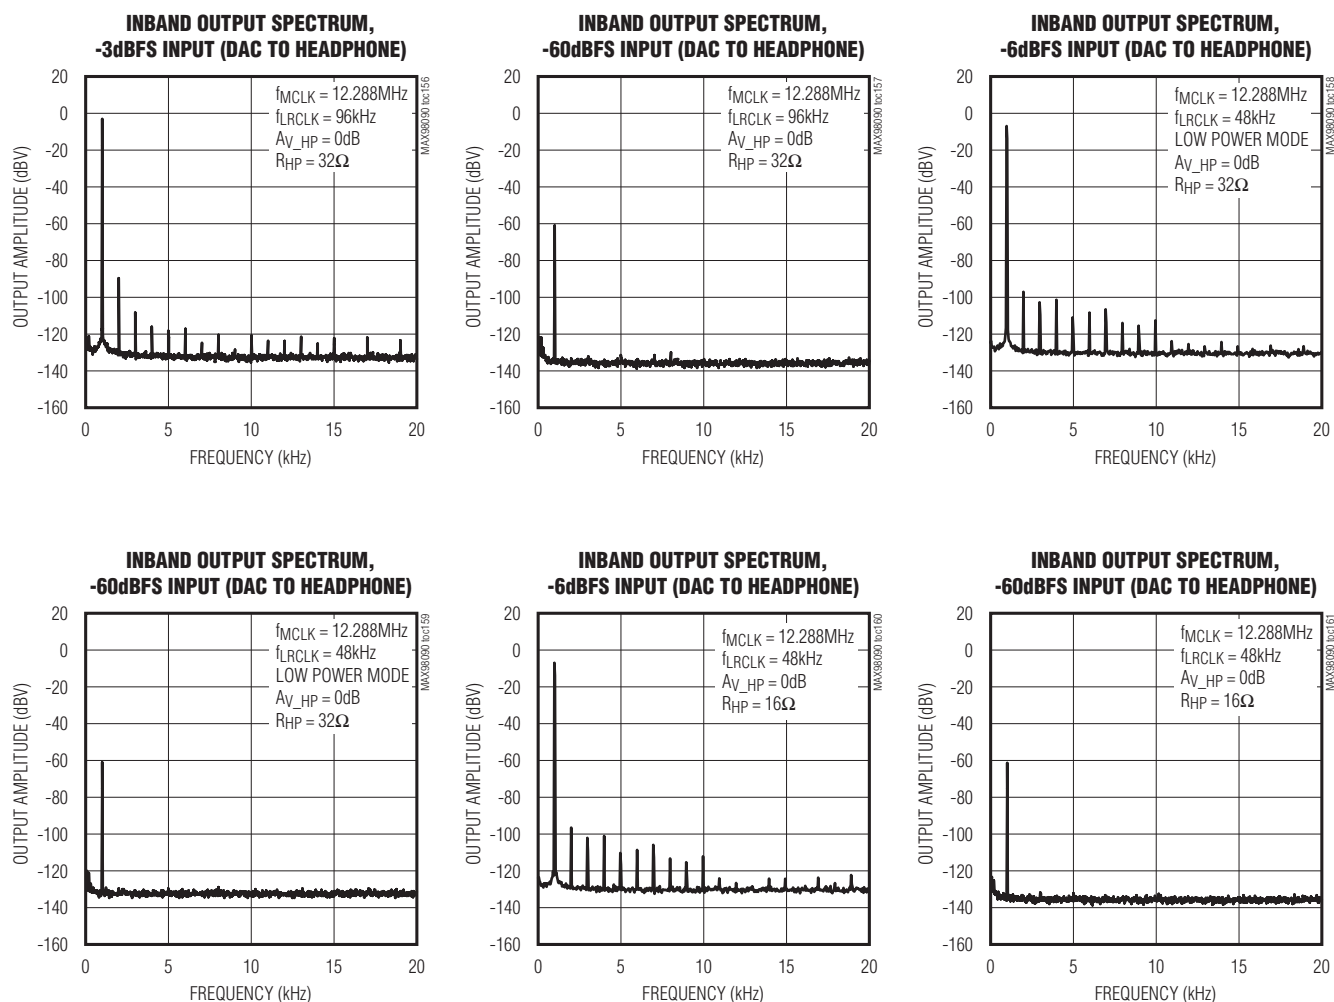 INBAND OUTPUT SPECTRUM,
-3dBFS INPUT (DAC TO HEADPHONE)
20
0
-20
-40
-60
-80
-100
-120
-140
-160
OUTPUT AMPLITUDE (dBV)
fMCLK = 12.288MHz
fLRCLK = 96kHz
AV_HP = 0dB
RHP = 32Ω
MAX98090 toc156
0 5 10 15 20
FREQUENCY (kHz)
INBAND OUTPUT SPECTRUM,
-60dBFS INPUT (DAC TO HEADPHONE)
20
0
-20
-40
-60
-80
-100
-120
-140
-160
OUTPUT AMPLITUDE (dBV)
fMCLK = 12.288MHz
fLRCLK = 96kHz
AV_HP = 0dB
RHP = 32Ω
MAX98090 toc157
0 5 10 15 20
FREQUENCY (kHz)
INBAND OUTPUT SPECTRUM,
-6dBFS INPUT (DAC TO HEADPHONE)
20
0
-20
-40
-60
-80
-100
-120
-140
-160
OUTPUT AMPLITUDE (dBV)
fMCLK = 12.288MHz
fLRCLK = 48kHz
LOW POWER MODE
AV_HP = 0dB
RHP = 32Ω
MAX98090 toc158
0 5 10 15 20
FREQUENCY (kHz)
INBAND OUTPUT SPECTRUM,
-60dBFS INPUT (DAC TO HEADPHONE)
20
0
-20
-40
-60
-80
-100
-120
-140
-160
OUTPUT AMPLITUDE (dBV)
fMCLK = 12.288MHz
fLRCLK = 48kHz
LOW POWER MODE
AV_HP = 0dB
RHP = 32Ω
MAX98090 toc159
0 5 10 15 20
FREQUENCY (kHz)
INBAND OUTPUT SPECTRUM,
-6dBFS INPUT (DAC TO HEADPHONE)
20
0
-20
-40
-60
-80
-100
-120
-140
-160
OUTPUT AMPLITUDE (dBV)
fMCLK = 12.288MHz
fLRCLK = 48kHz
AV_HP = 0dB
RHP = 16Ω
MAX98090 toc160
0 5 10 15 20
FREQUENCY (kHz)
INBAND OUTPUT SPECTRUM,
-60dBFS INPUT (DAC TO HEADPHONE)
20
0
-20
-40
-60
-80
-100
-120
-140
-160
OUTPUT AMPLITUDE (dBV)
fMCLK = 12.288MHz
fLRCLK = 48kHz
AV_HP = 0dB
RHP = 16Ω
MAX98090 toc161
0 5 10 15 20
FREQUENCY (kHz)